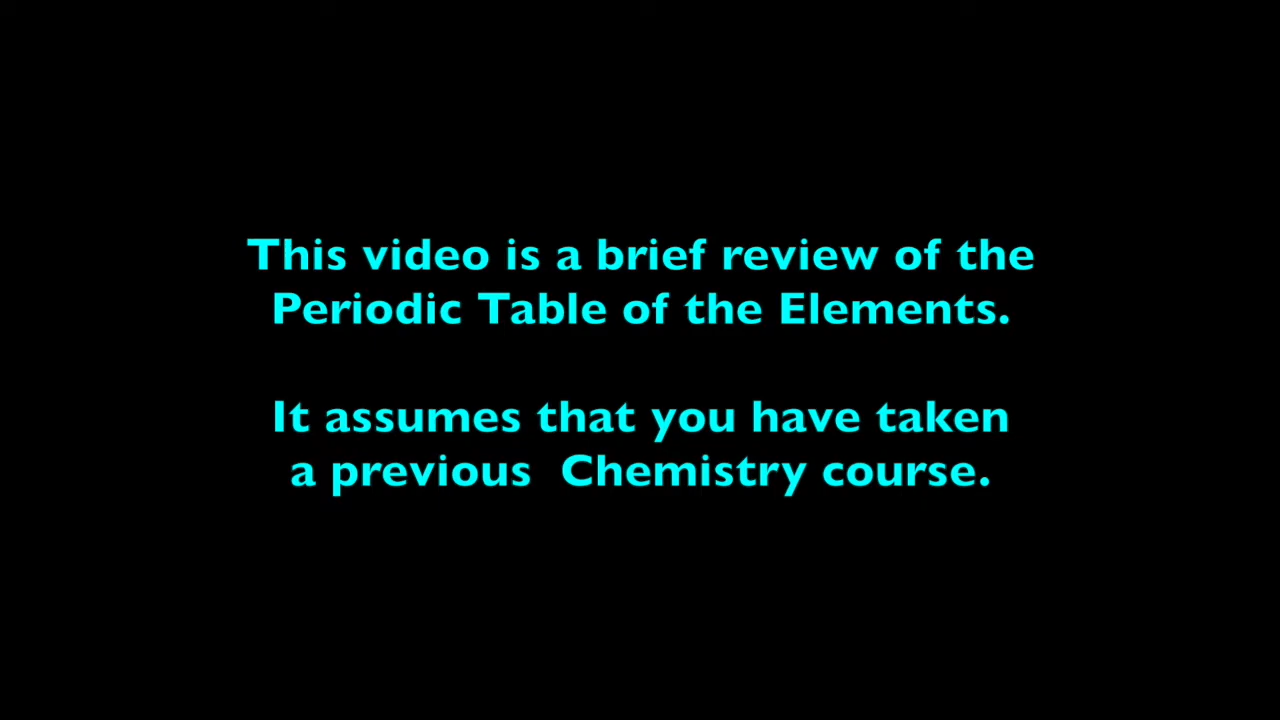 This video is a brief review of the
Periodic Table of the Elements.
It assumes that you have taken
a previous  Chemistry course.